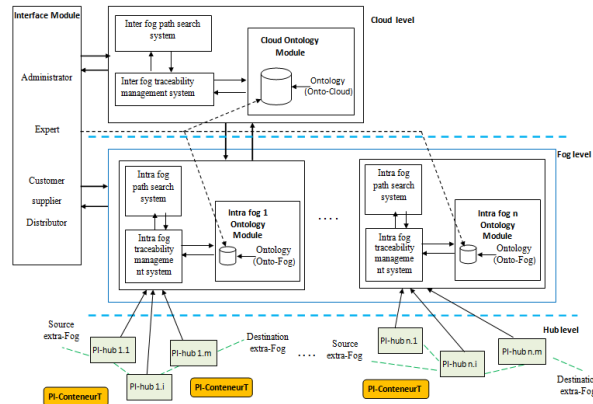 Interface Module
Administrator
Expert
Customer
supplier
Distributor
Cloud level
Inter fog path search
system
Inter fog traceability
management system
Cloud Ontology
Module
Ontology
(Onto-Cloud)
Fog level
Intra fog
path search
system
Intra fog
traceability
manageme
nt system
Intra fog 1
Ontology
Module
Ontology
(Onto-Fog)
....
Intra fog
path search
system
Intra fog
traceability
manageme
nt system
Intra fog n
Ontology
Module
Ontology
(Onto-Fog)
Hub level
Source
extra-Fog
PI-hub 1.1
PI-hub 1.i
PI-hub 1.m
Destination
extra-Fog
....
Source
extra-Fog
PI-hub n.1
PI-hub n.i
PI-hub n.m
Destination
extra-Fog
PI-ConteneurT
PI-ConteneurT
PI-ConteneurT